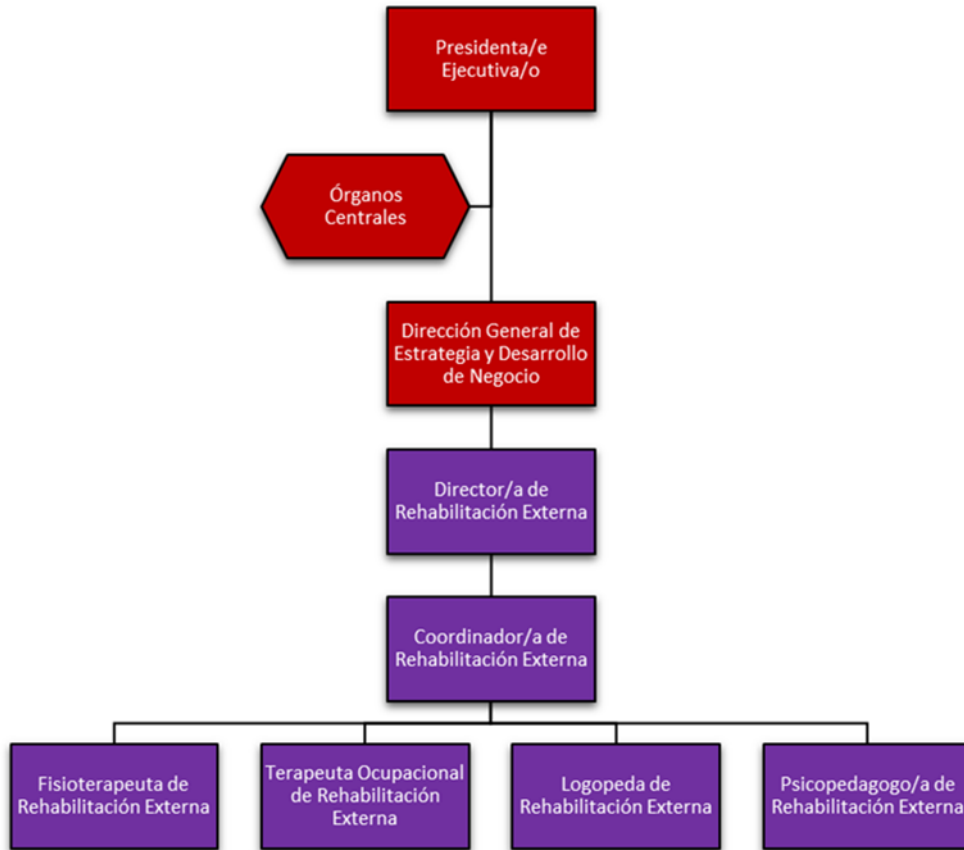 Presidenta/e
Ejecutiva/o
Órganos
Centrales
Dirección General de
Estrategia y Desarrollo
de Negocio
Director/a de
Rehabilitación Externa
Coordinador/a de
Rehabilitación Externa
Fisioterapeuta de
Rehabilitación Externa
Terapeuta Ocupacional
de Rehabilitación
Externa
Logopeda de
Rehabilitación Externa
Psicopedagogo/a de
Rehabilitación Externa